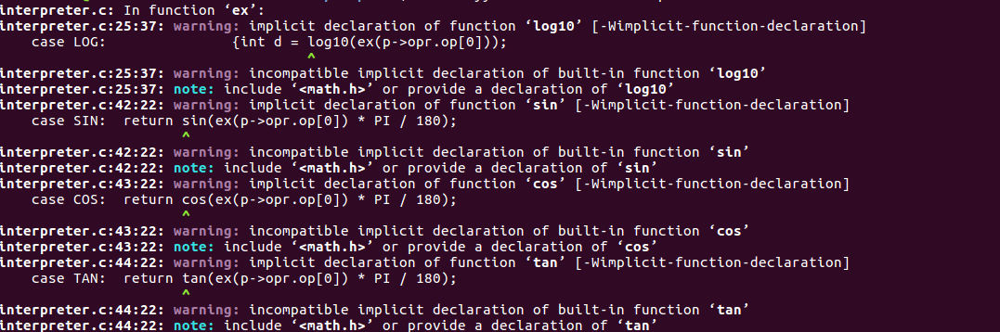 interpreter.c: In function ‘ex’:
interpreter.c:25:37: warning: implicit declaration of function ‘log10’ [-Wimplicit-function-declaration]
    case LOG:                {int d = log10(ex(p->opr.op[0]));
                                      ^
interpreter.c:25:37: warning: incompatible implicit declaration of built-in function ‘log10’
interpreter.c:25:37: note: include ‘<math.h>’ or provide a declaration of ‘log10’
interpreter.c:42:22: warning: implicit declaration of function ‘sin’ [-Wimplicit-function-declaration]
    case SIN:  return sin(ex(p->opr.op[0]) * PI / 180);
                      ^
interpreter.c:42:22: warning: incompatible implicit declaration of built-in function ‘sin’
interpreter.c:42:22: note: include ‘<math.h>’ or provide a declaration of ‘sin’
interpreter.c:43:22: warning: implicit declaration of function ‘cos’ [-Wimplicit-function-declaration]
    case COS:  return cos(ex(p->opr.op[0]) * PI / 180);
                      ^
interpreter.c:43:22: warning: incompatible implicit declaration of built-in function ‘cos’
interpreter.c:43:22: note: include ‘<math.h>’ or provide a declaration of ‘cos’
interpreter.c:44:22: warning: implicit declaration of function ‘tan’ [-Wimplicit-function-declaration]
    case TAN:  return tan(ex(p->opr.op[0]) * PI / 180);
                      ^
interpreter.c:44:22: warning: incompatible implicit declaration of built-in function ‘tan’
interpreter.c:44:22: note: include ‘<math.h>’ or provide a declaration of ‘tan’